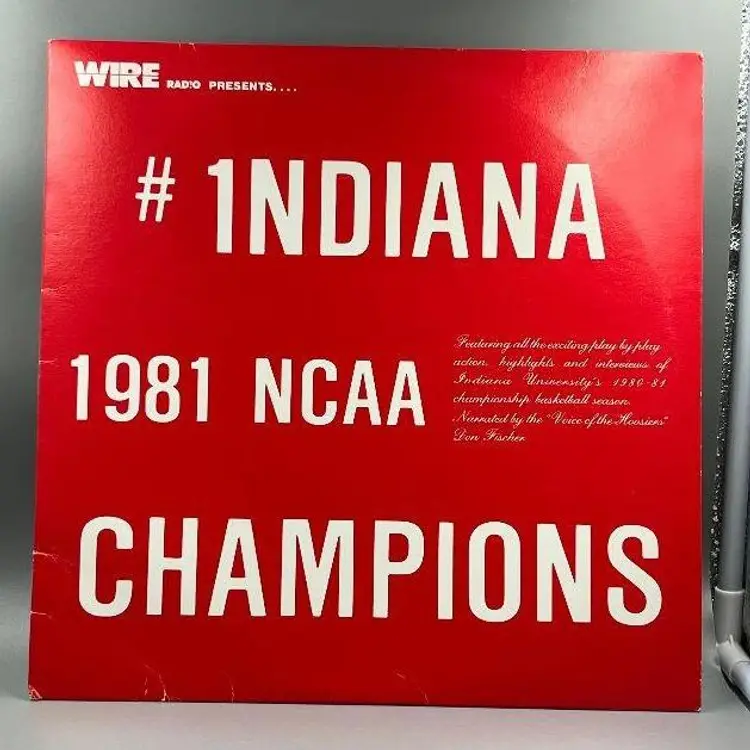 WIRE RADIO PRESENTS....
# 1NDIANA
1981 NCAA
Featuring all the exciting play by play
action, highlights and interviews of
Indiana University's 1980-81
championship basketball season.
Narrated by the "Voice of the Hoosiers"
Don Fischer
CHAMPIONS